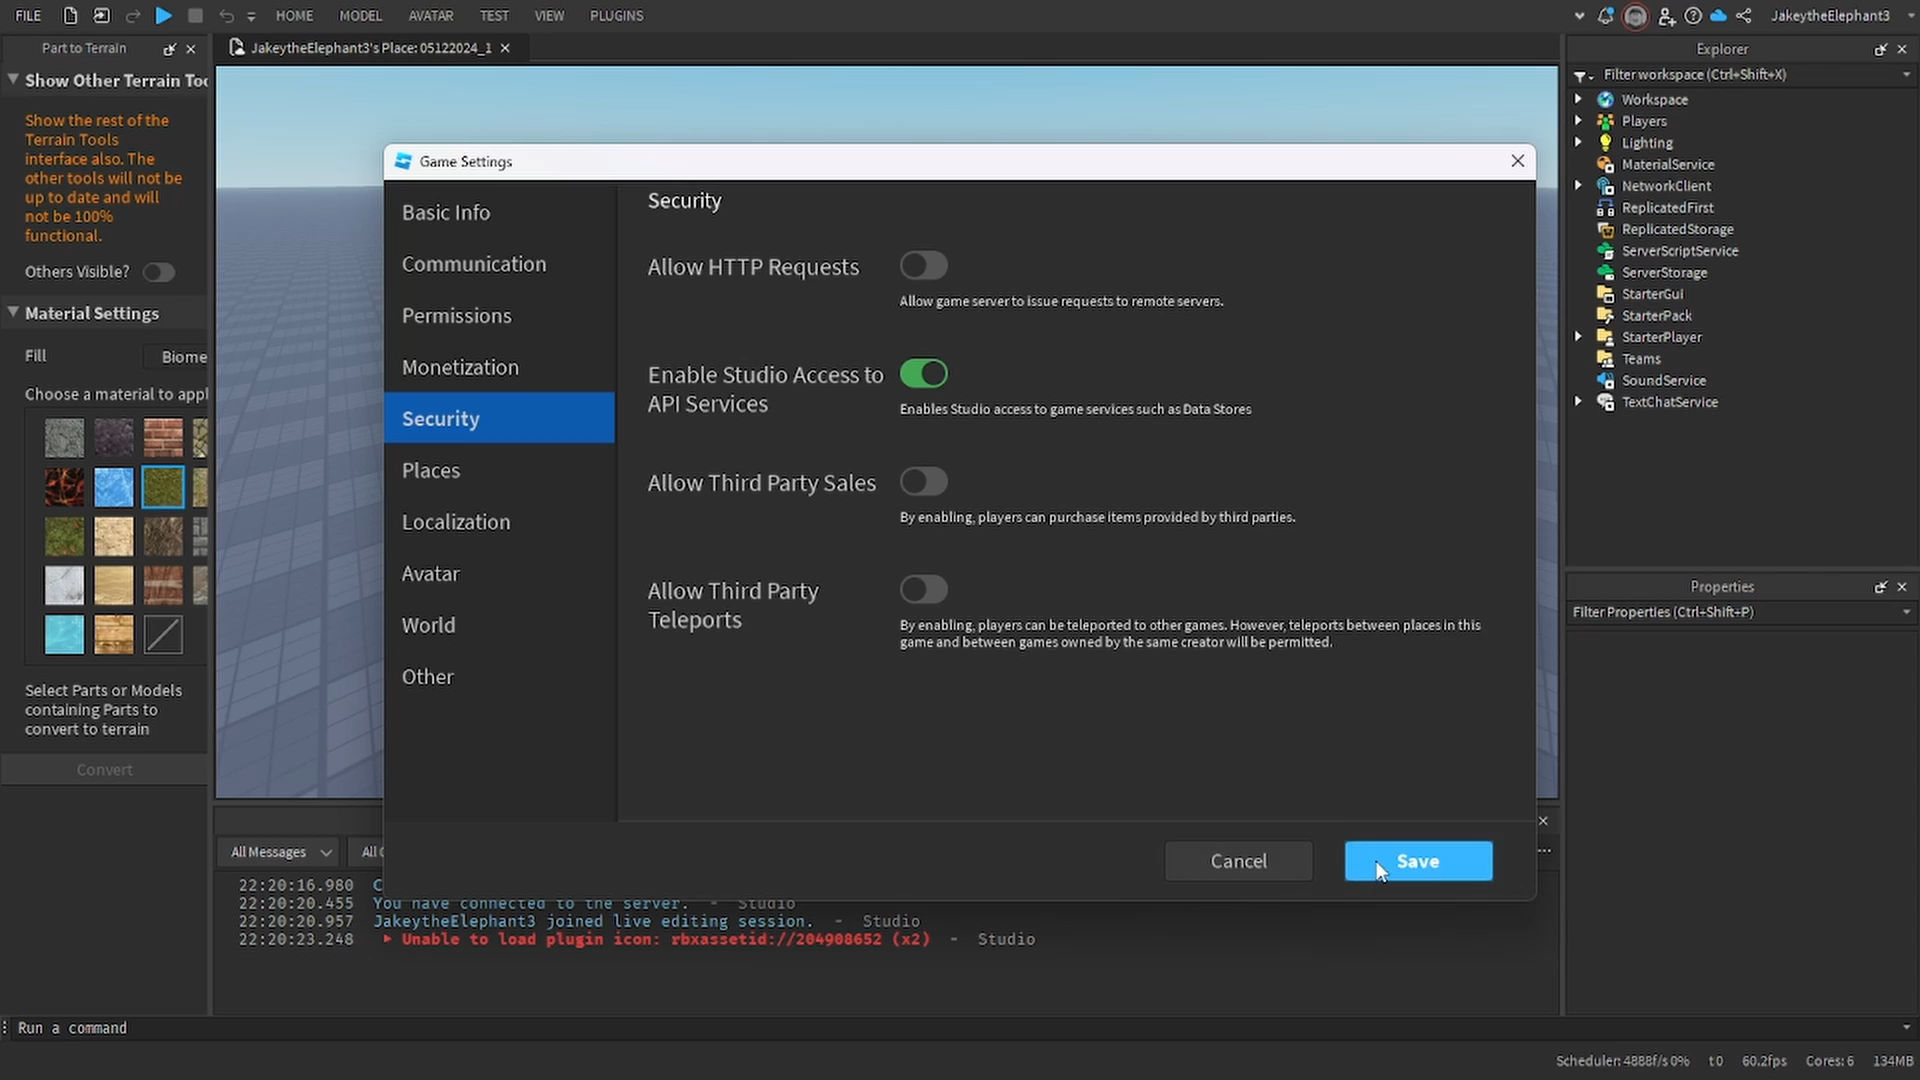 FILE
HOME
MODEL
AVATAR
TEST
VIEW
PLUGINS
JakeytheElephant3
Part to Terrain
JakeytheElephant3's Place: 05122024_1
Explorer
Show Other Terrain Too
Filter workspace (Ctrl+Shift+X)
Show the rest of the
Terrain Tools
interface also. The
other tools will not be
up to date and will
not be 100%
functional.
Others Visible?
Material Settings
Fill
Biome
Choose a material to appl
Select Parts or Models
containing Parts to
convert to terrain
Convert
Game Settings
Basic Info
Communication
Permissions
Monetization
Security
Places
Localization
Avatar
World
Other
Security
Allow HTTP Requests
Allow game server to issue requests to remote servers.
Enable Studio Access to
API Services
Enables Studio access to game services such as Data Stores
Allow Third Party Sales
By enabling, players can purchase items provided by third parties.
Allow Third Party
Teleports
By enabling, players can be teleported to other games. However, teleports between places in this
game and between games owned by the same creator will be permitted.
Cancel
Save
Workspace
Players
Lighting
MaterialService
NetworkClient
ReplicatedFirst
ReplicatedStorage
ServerScriptService
ServerStorage
StarterGui
StarterPack
StarterPlayer
Teams
SoundService
TextChatService
Properties
Filter Properties (Ctrl+Shift+P)
All Messages
All C
22:20:16.980 C
22:20:20.455 You have connected to the server. - Studio
22:20:20.957 JakeytheElephant3 joined live editing session. - Studio
22:20:23.248 Unable to load plugin icon: rbxassetid://204908652 (x2) - Studio
Run a command
Scheduler: 4888f/s 0% t0 60.2fps Cores: 6 134MB